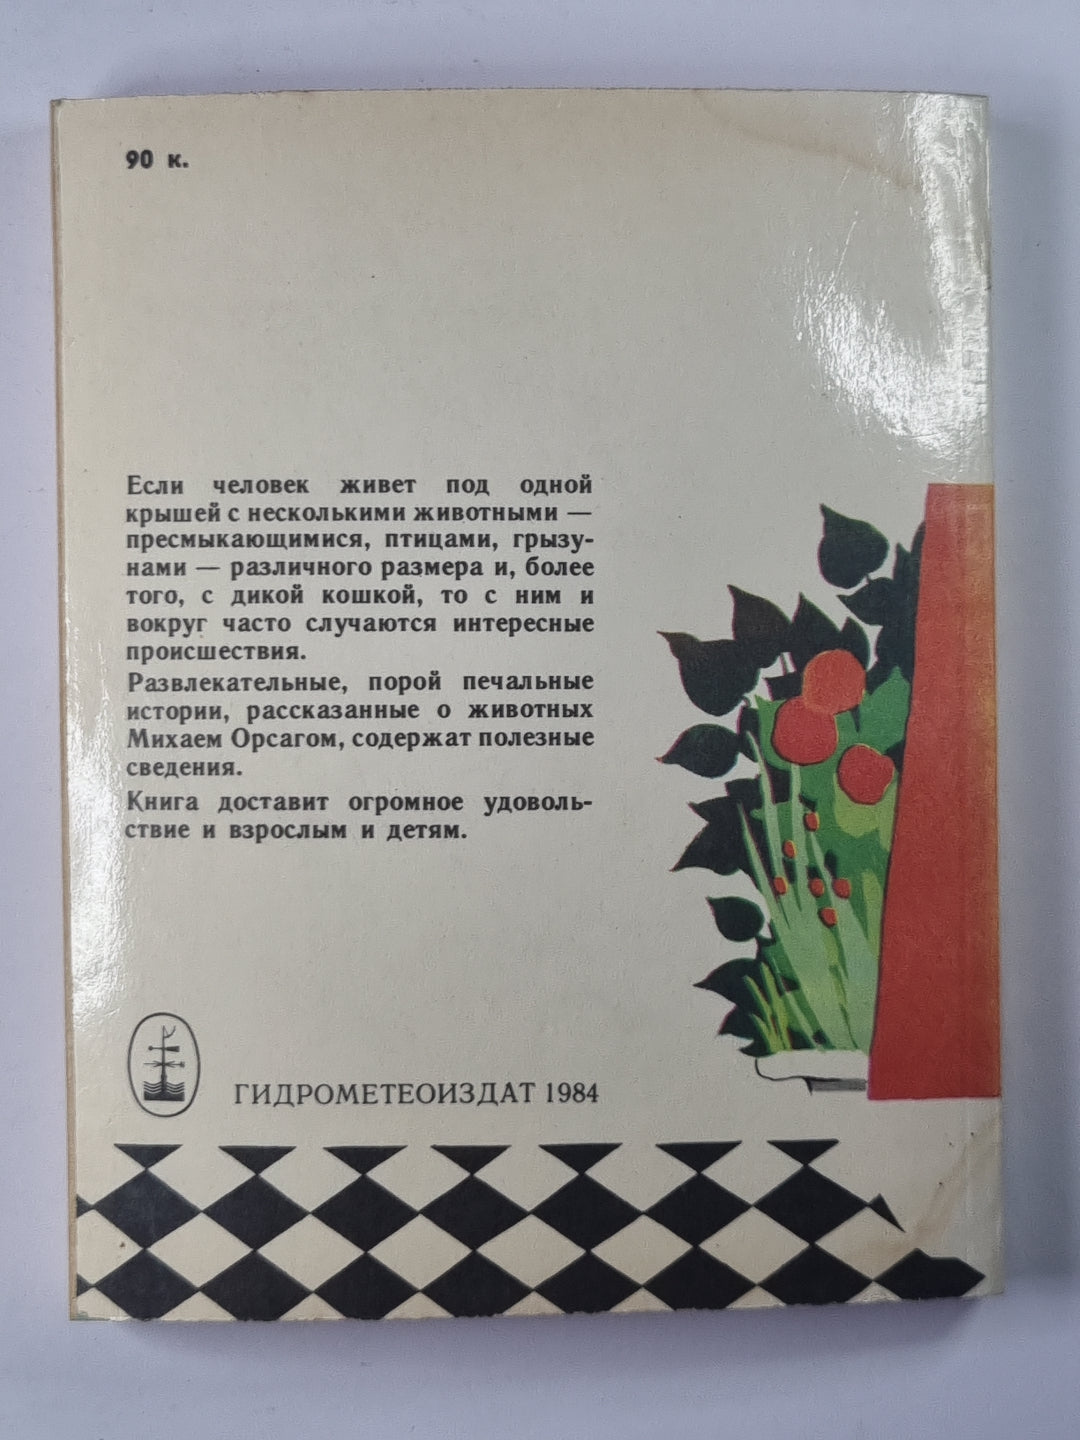 90 к.
Если человек живет под одной
крышей с несколькими животными —
пресмыкающимися, птицами, грызу-
нами — различного размера и, более
того, с дикой кошкой, то с ним и
вокруг часто случаются интересные
происшествия.
Развлекательные, порой печальные
истории, рассказанные о животных
Михаем Орсагом, содержат полезные
сведения.
Книга доставит огромное удоволь-
ствие и взрослым и детям.
ГИДРОМЕТЕОИЗДАТ 1984